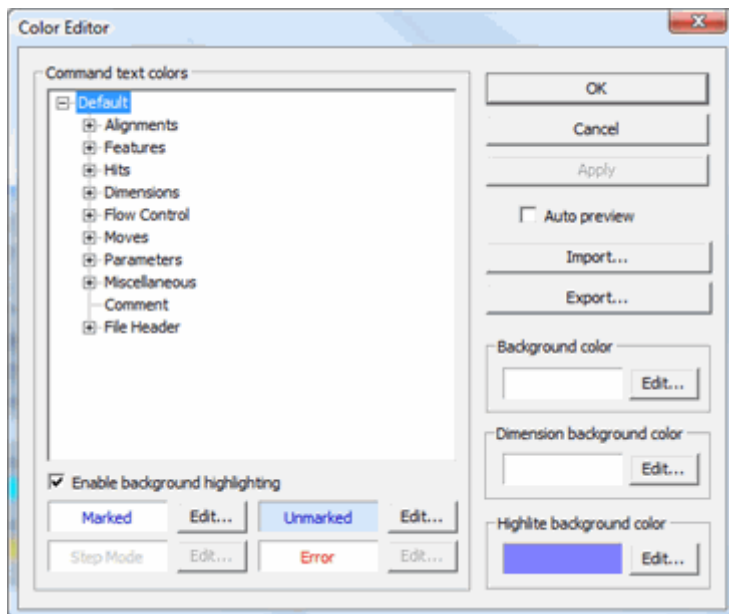 Color Editor
Command text colors
Default
Alignments
Features
Hits
Dimensions
Flow Control
Moves
Parameters
Miscellaneous
Comment
File Header
Enable background highlighting
Marked Edit... Unmarked Edit...
Step Mode Edit... Error Edit...
OK
Cancel
Apply
Auto preview
Import...
Export...
Background color
Edit...
Dimension background color
Edit...
Highlite background color
Edit...